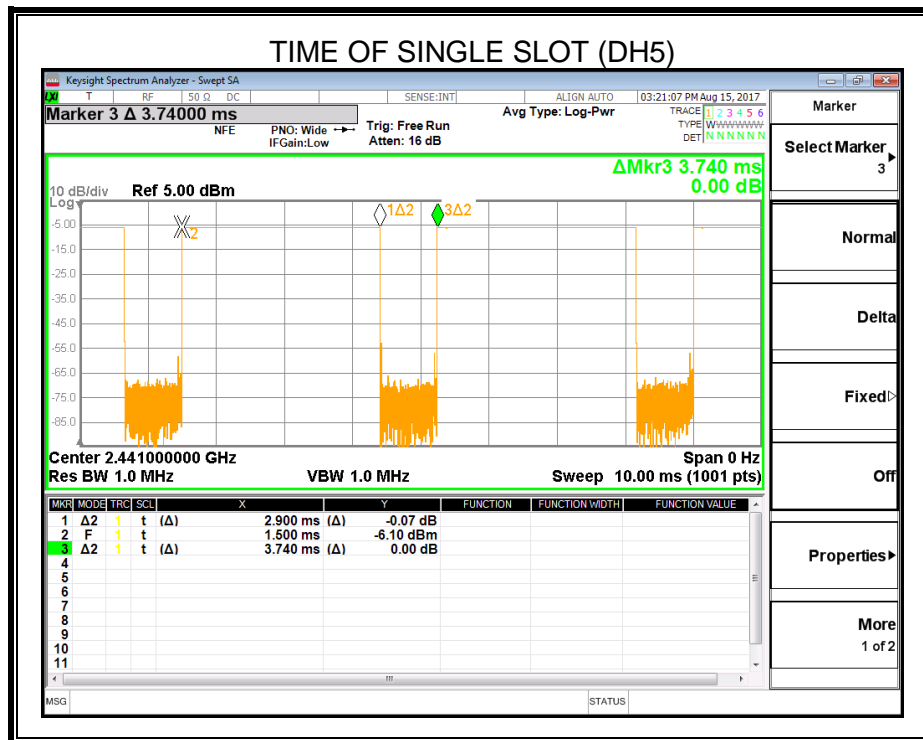 TIME OF SINGLE SLOT (DH5)
Keysight Spectrum Analyzer - Swept SA
LXI T RF 50 Ω DC SENSE:INT ALIGN AUTO 03:21:07 PM Aug 15, 2017
Marker 3 Δ 3.74000 ms
NFE
PNO: Wide
IFGain:Low
Trig: Free Run
Atten: 16 dB
Avg Type: Log-Pwr
TRACE 1 2 3 4 5 6
TYPE WWWWWW
DET N N N N N N
ΔMkr3 3.740 ms
0.00 dB
10 dB/div Ref 5.00 dBm
Log
1Δ2 3Δ2
-5.00
2
-15.0
-25.0
-35.0
-45.0
-55.0
-65.0
-75.0
-85.0
Center 2.441000000 GHz Span 0 Hz
Res BW 1.0 MHz VBW 1.0 MHz Sweep 10.00 ms (1001 pts)
MKR MODE TRC SCL X Y FUNCTION FUNCTION WIDTH FUNCTION VALUE
1 Δ2 1 t (Δ) 2.900 ms (Δ) -0.07 dB
2 F 1 t 1.500 ms -6.10 dBm
3 Δ2 1 t (Δ) 3.740 ms (Δ) 0.00 dB
4
5
6
7
8
9
10
11
MSG STATUS
Marker
Select Marker
3
Normal
Delta
Fixed
Off
Properties
More
1 of 2